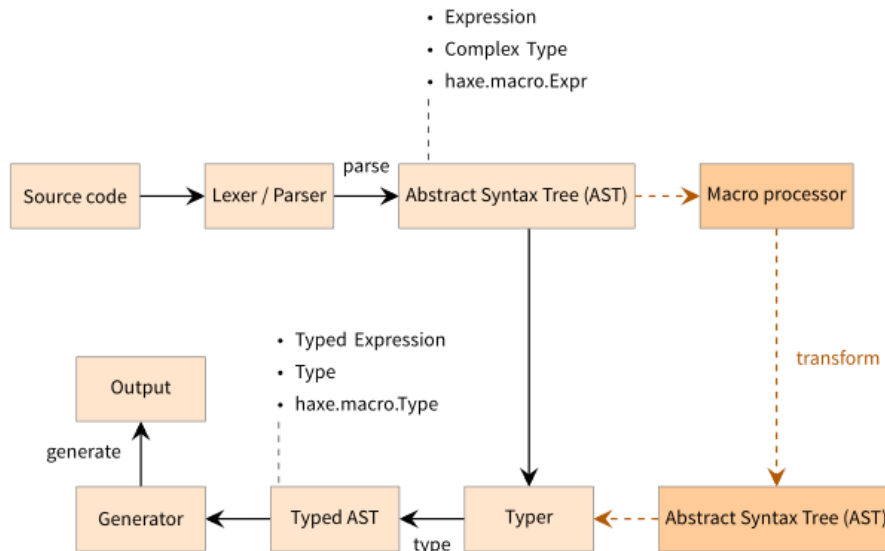 • Expression
• Complex Type
• haxe.macro.Expr
parse
Source code
Lexer / Parser
Abstract Syntax Tree (AST)
Macro processor
transform
• Typed Expression
• Type
• haxe.macro.Type
Output
generate
Generator
Typed AST
type
Typer
Abstract Syntax Tree (AST)